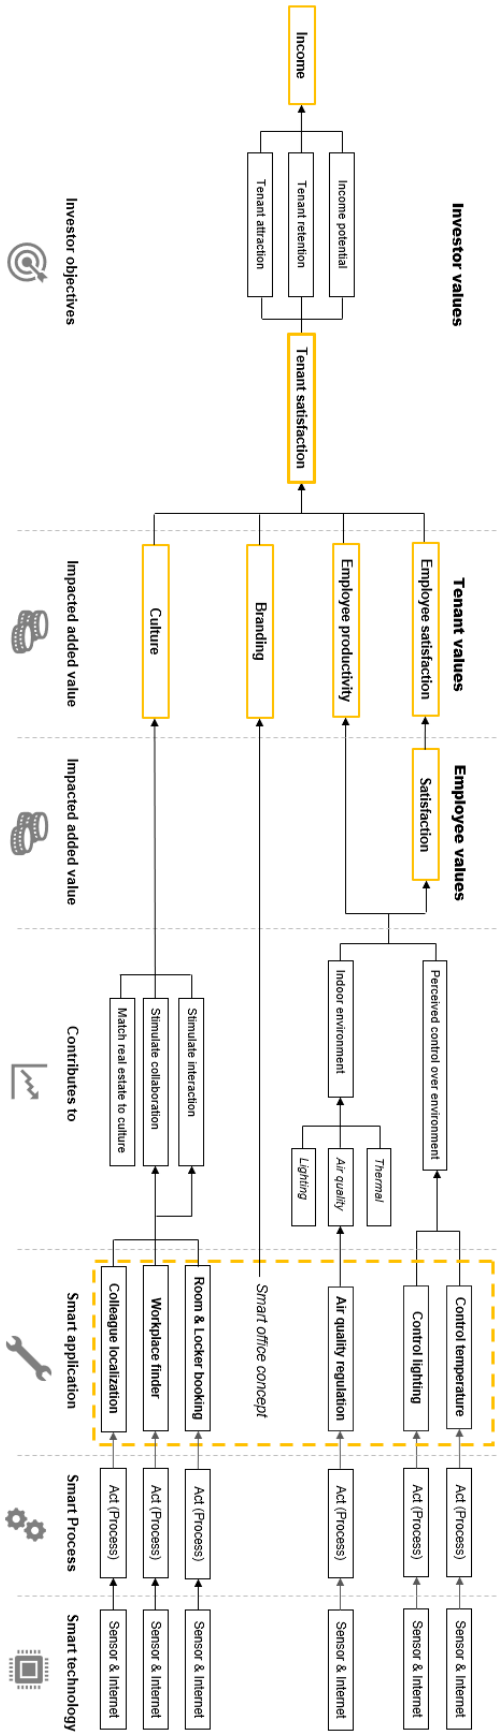 Investor values
Tenant values
Employee values
Control temperature
Act (Process)
Sensor & Internet
Perceived control over environment
Employee satisfaction
Satisfaction
Control lighting
Act (Process)
Sensor & Internet
Thermal
Income potential
Employee productivity
Indoor environment
Air quality
Air quality regulation
Act (Process)
Sensor & Internet
Income
Tenant retention
Tenant satisfaction
Lighting
Tenant attraction
Branding
Smart office concept
Stimulate interaction
Room & Locker booking
Act (Process)
Sensor & Internet
Culture
Stimulate collaboration
Workplace finder
Act (Process)
Sensor & Internet
Match real estate to culture
Colleague localization
Act (Process)
Sensor & Internet
Investor objectives
Impacted added value
Impacted added value
Contributes to
Smart application
Smart Process
Smart technology